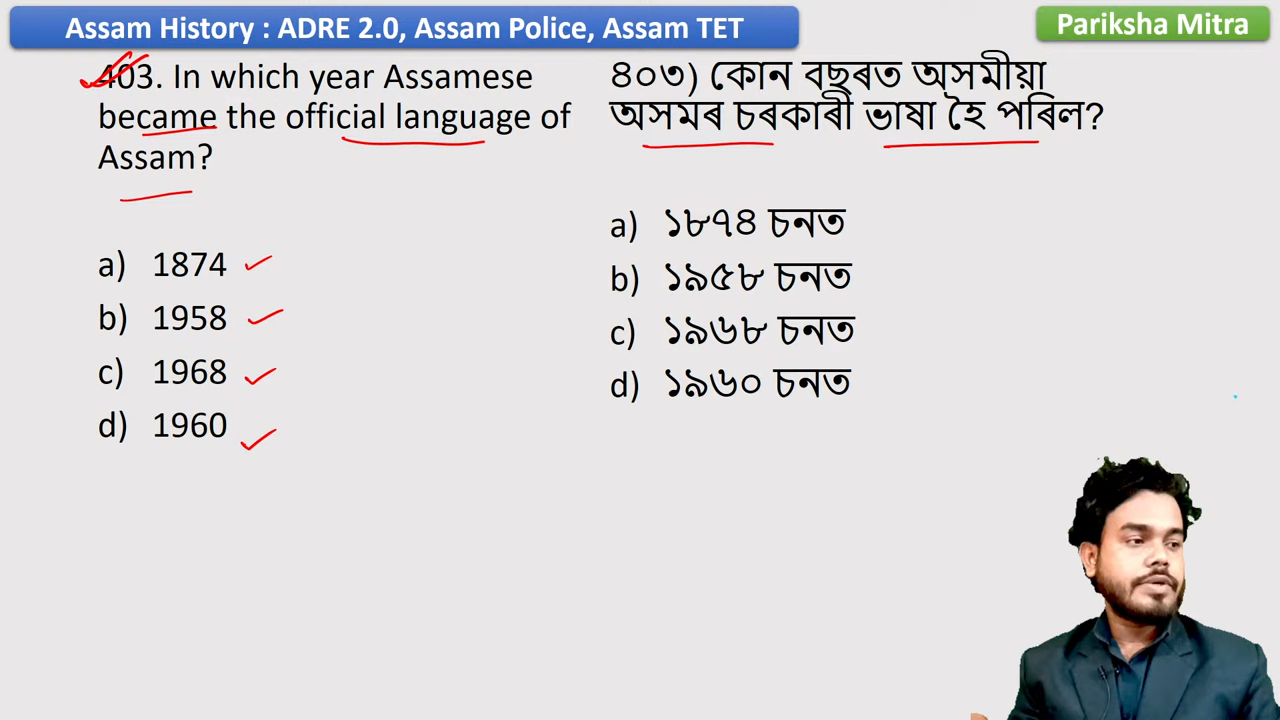 Assam History : ADRE 2.0, Assam Police, Assam TET
Pariksha Mitra
403. In which year Assamese
became the official language of
Assam?
a) 1874
b) 1958
c) 1968
d) 1960
৪০৩) কোন বছৰত অসমীয়া
অসমৰ চৰকাৰী ভাষা হৈ পৰিল?
a) ১৮৭৪ চনত
b) ১৯৫৮ চনত
c) ১৯৬৮ চনত
d) ১৯৬০ চনত